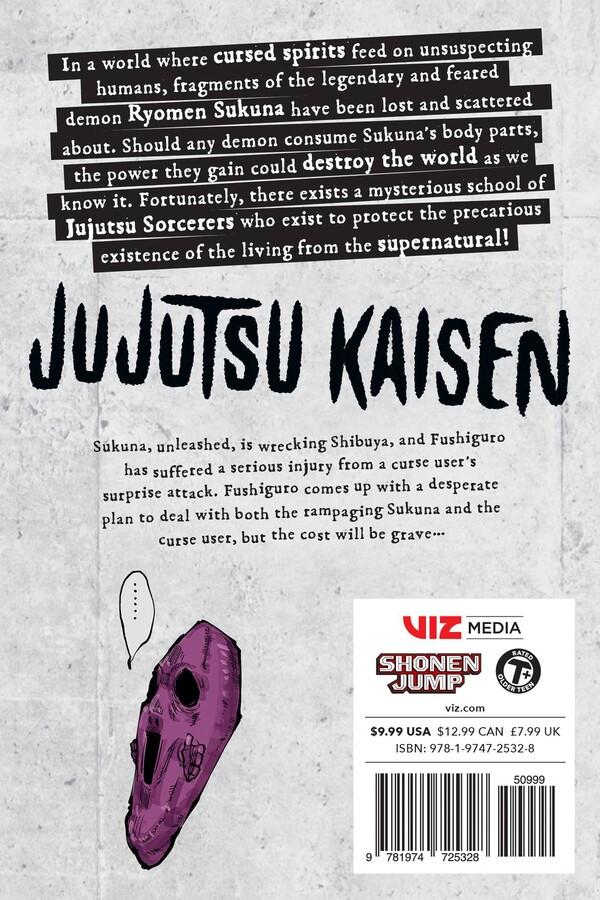 In a world where cursed spirits feed on unsuspecting
humans, fragments of the legendary and feared
demon Ryomen Sukuna have been lost and scattered
about. Should any demon consume Sukuna's body parts,
the power they gain could destroy the world as we
know it. Fortunately, there exists a mysterious school of
Jujutsu Sorcerers who exist to protect the precarious
existence of the living from the supernatural!
JUJUTSU KAISEN
Sukuna, unleashed, is wrecking Shibuya, and Fushiguro
has suffered a serious injury from a curse user's
surprise attack. Fushiguro comes up with a desperate
plan to deal with both the rampaging Sukuna and the
curse user, but the cost will be grave…
......
VIZ MEDIA
SHONEN
JUMP
RATED
T+
OLDER TEEN
viz.com
$9.99 USA $12.99 CAN £7.99 UK
ISBN: 978-1-9747-2532-8
50999
9 781974 725328